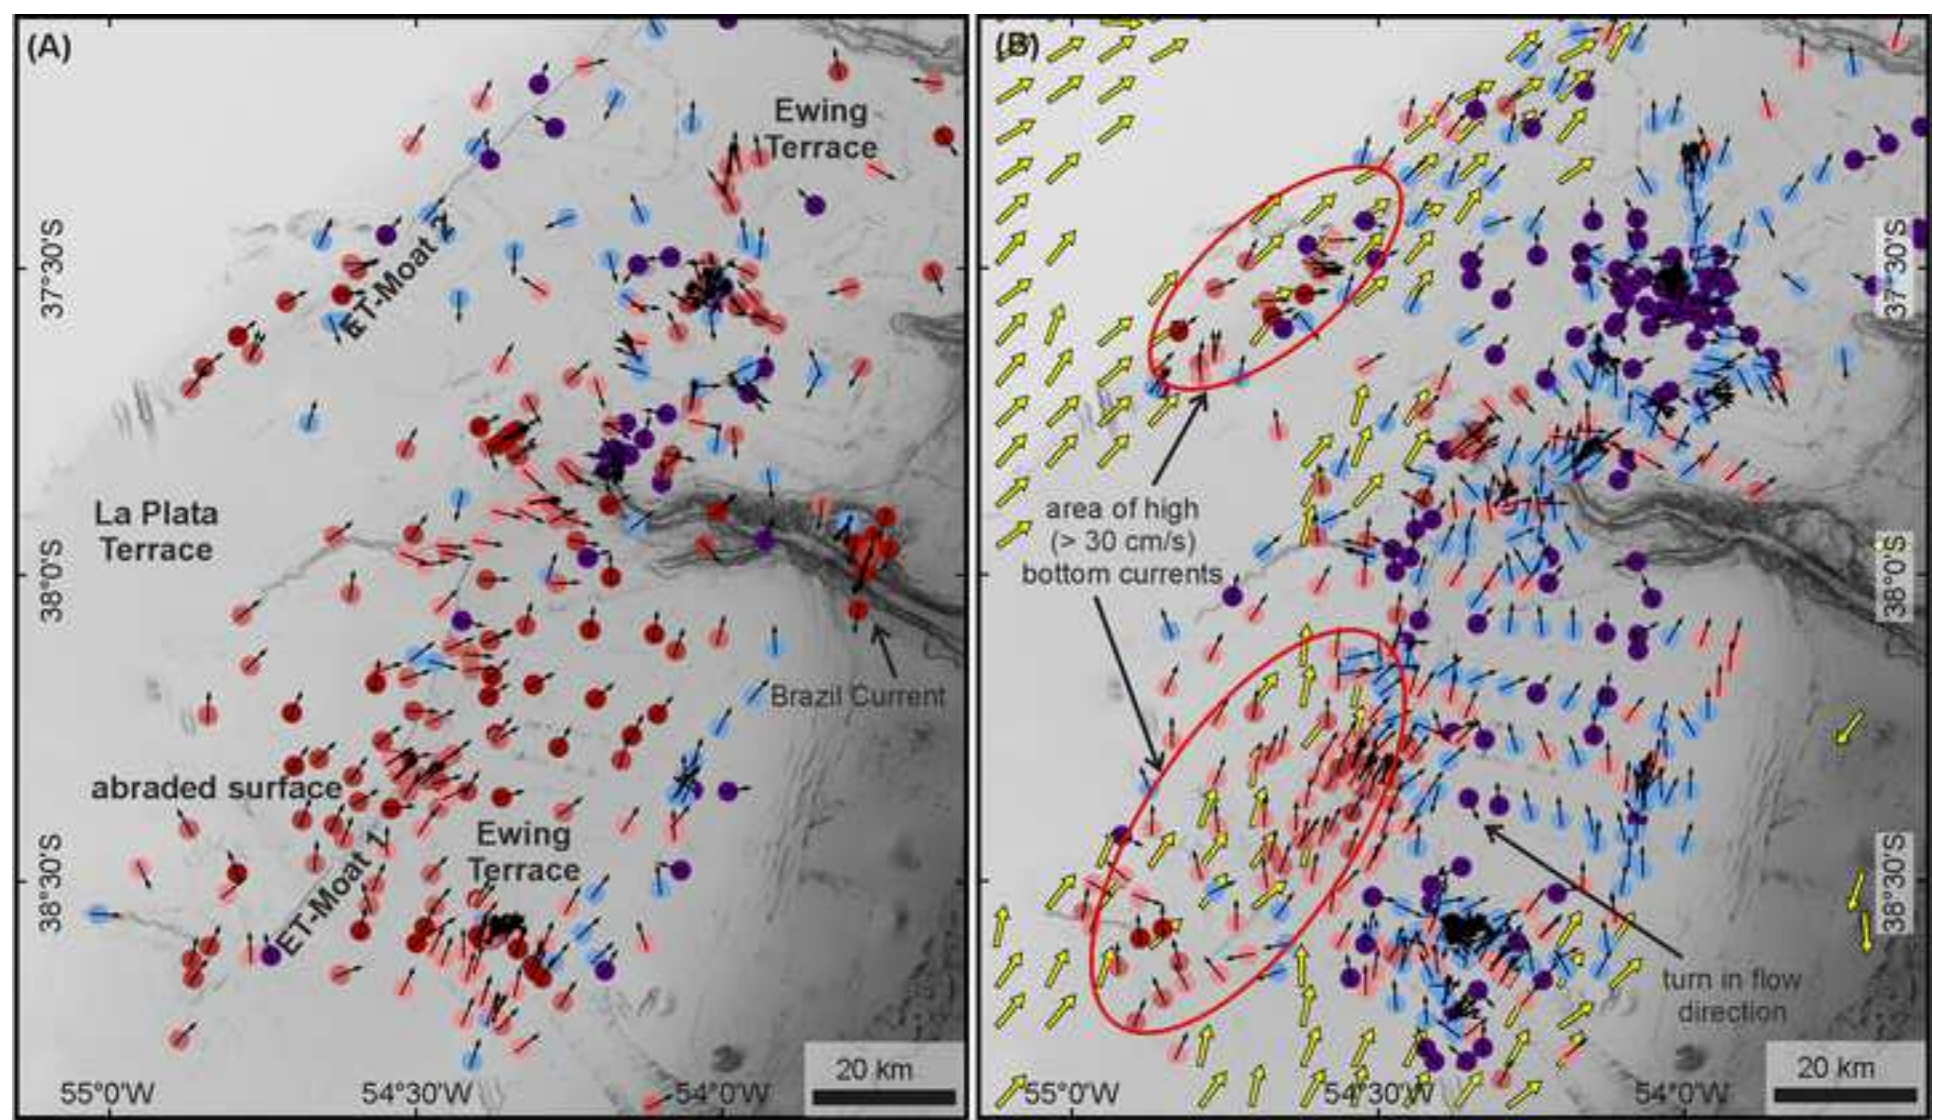 (A)
Ewing
Terrace
ET-Moat 2
37°30'S
La Plata
Terrace
38°0'S
Brazil Current
abraded surface
Ewing
Terrace
ET-Moat 1
38°30'S
20 km
55°0'W
54°30'W
54°0'W
(B)
37°30'S
area of high
(> 30 cm/s)
bottom currents
38°0'S
38°30'S
turn in flow
direction
20 km
55°0'W
54°30'W
54°0'W